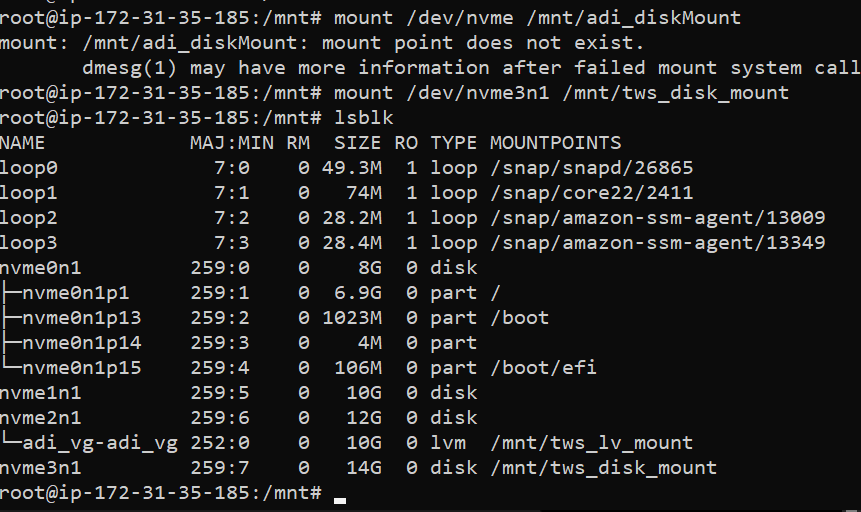 root@ip-172-31-35-185:/mnt# mount /dev/nvme /mnt/adi_diskMount
mount: /mnt/adi_diskMount: mount point does not exist.
       dmesg(1) may have more information after failed mount system call
root@ip-172-31-35-185:/mnt# mount /dev/nvme3n1 /mnt/tws_disk_mount
root@ip-172-31-35-185:/mnt# lsblk
NAME            MAJ:MIN RM  SIZE RO TYPE MOUNTPOINTS
loop0             7:0    0 49.3M  1 loop /snap/snapd/26865
loop1             7:1    0   74M  1 loop /snap/core22/2411
loop2             7:2    0 28.2M  1 loop /snap/amazon-ssm-agent/13009
loop3             7:3    0 28.4M  1 loop /snap/amazon-ssm-agent/13349
nvme0n1         259:0    0    8G  0 disk
├─nvme0n1p1     259:1    0  6.9G  0 part /
├─nvme0n1p13    259:2    0 1023M  0 part /boot
├─nvme0n1p14    259:3    0    4M  0 part
└─nvme0n1p15    259:4    0  106M  0 part /boot/efi
nvme1n1         259:5    0   10G  0 disk
nvme2n1         259:6    0   12G  0 disk
└─adi_vg-adi_vg 252:0    0   10G  0 lvm  /mnt/tws_lv_mount
nvme3n1         259:7    0   14G  0 disk /mnt/tws_disk_mount
root@ip-172-31-35-185:/mnt#